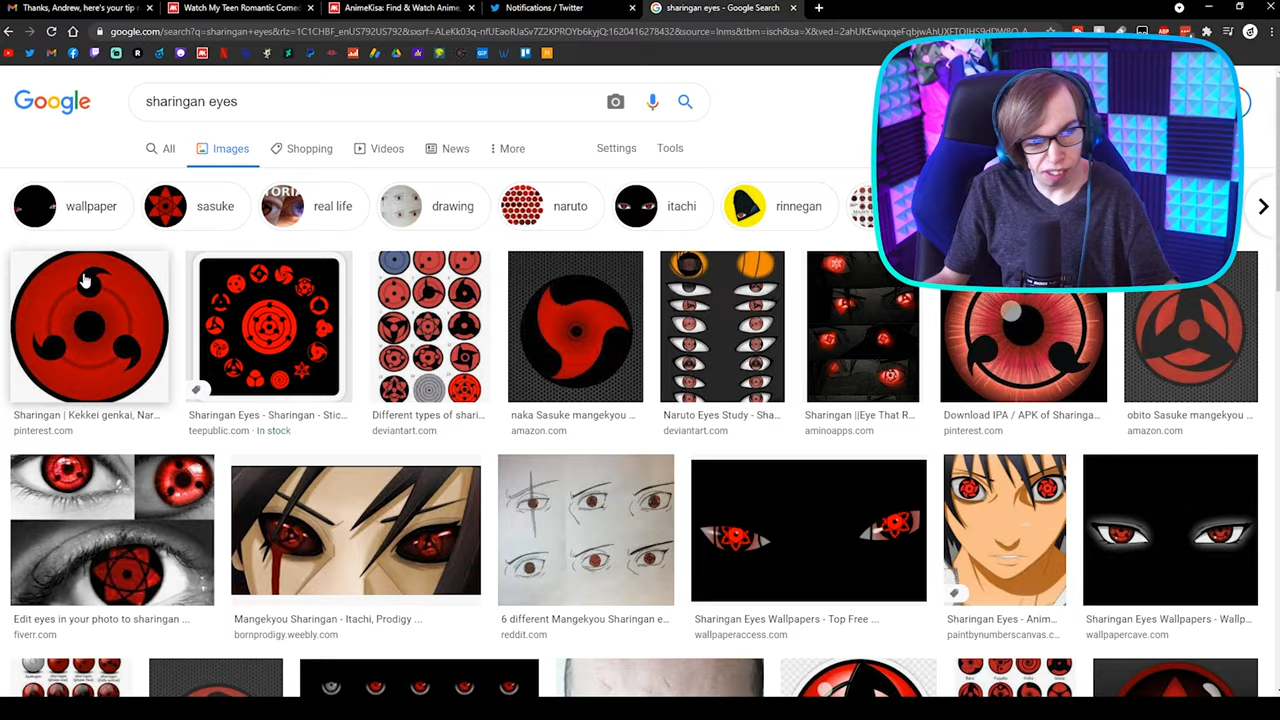 Thanks, Andrew, here's your tip r
Watch My Teen Romantic Come
AnimeKisa: Find & Watch Anime,
Notifications / Twitter
sharingan eyes - Google Search
Google
sharingan eyes
All
Images
Shopping
Videos
News
More
Settings
Tools
wallpaper
sasuke
real life
drawing
naruto
itachi
rinnegan
Sharingan | Kekkei genkai, Nar...
Sharingan Eyes - Sharingan - Stic...
Different types of shari...
naka Sasuke mangekyou ...
Naruto Eyes Study - Sha...
Sharingan ||Eye That R...
Download IPA / APK of Sharinga...
obito Sasuke mangekyou ...
pinterest.com
teepublic.com · In stock
deviantart.com
amazon.com
deviantart.com
aminoapps.com
pinterest.com
amazon.com
Edit eyes in your photo to sharingan ...
Mangekyou Sharingan - Itachi, Prodigy ...
6 different Mangekyou Sharingan e...
Sharingan Eyes Wallpapers - Top Free ...
Sharingan Eyes - Anim...
Sharingan Eyes Wallpapers - Wallp...
fiverr.com
bornprodigy.weebly.com
reddit.com
wallpaperaccess.com
paintbynumberscanvas.c...
wallpapercave.com